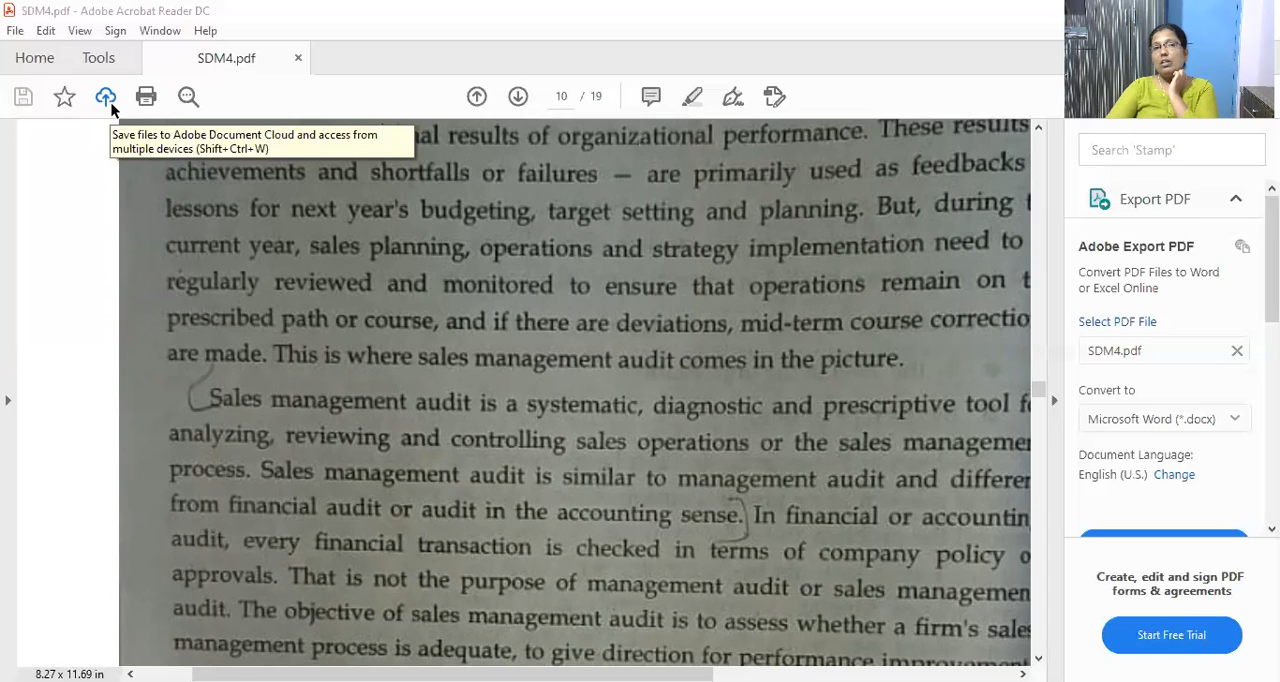 SDM4.pdf - Adobe Acrobat Reader DC
File Edit View Sign Window Help
Home Tools SDM4.pdf ×
10 / 19
Save files to Adobe Document Cloud and access from
multiple devices (Shift+Ctrl+W)
al results of organizational performance. These results
achievements and shortfalls or failures — are primarily used as feedbacks
lessons for next year's budgeting, target setting and planning. But, during
current year, sales planning, operations and strategy implementation need to
regularly reviewed and monitored to ensure that operations remain on
prescribed path or course, and if there are deviations, mid-term course correctio
are made. This is where sales management audit comes in the picture.
Sales management audit is a systematic, diagnostic and prescriptive tool
analyzing, reviewing and controlling sales operations or the sales managemen
process. Sales management audit is similar to management audit and differen
from financial audit or audit in the accounting sense. In financial or accountin
audit, every financial transaction is checked in terms of company policy o
approvals. That is not the purpose of management audit or sales managemen
audit. The objective of sales management audit is to assess whether a firm's sales
management process is adequate, to give direction for performance improvement
8.27 x 11.69 in
Search 'Stamp'
Export PDF
Adobe Export PDF
Convert PDF Files to Word
or Excel Online
Select PDF File
SDM4.pdf
Convert to
Microsoft Word (*.docx)
Document Language:
English (U.S.) Change
Create, edit and sign PDF
forms & agreements
Start Free Trial